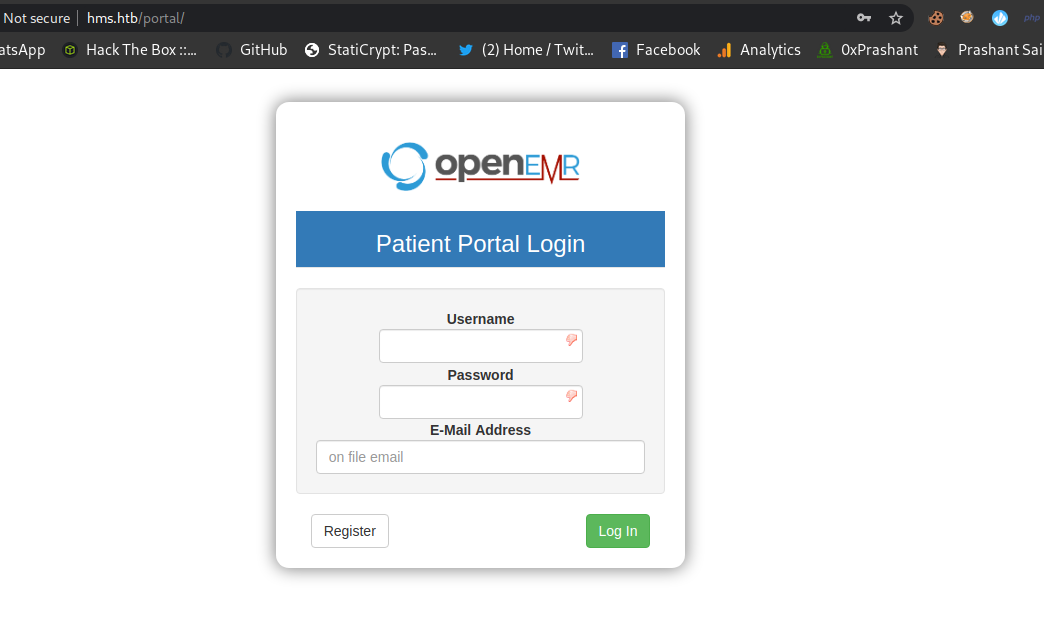 Not secure hms.htb/portal/ php
atsApp Hack The Box ::... GitHub StatiCrypt: Pas... (2) Home / Twit... Facebook Analytics 0xPrashant Prashant Sai
openEMR
Patient Portal Login
Username
Password
E-Mail Address
on file email
Register Log In